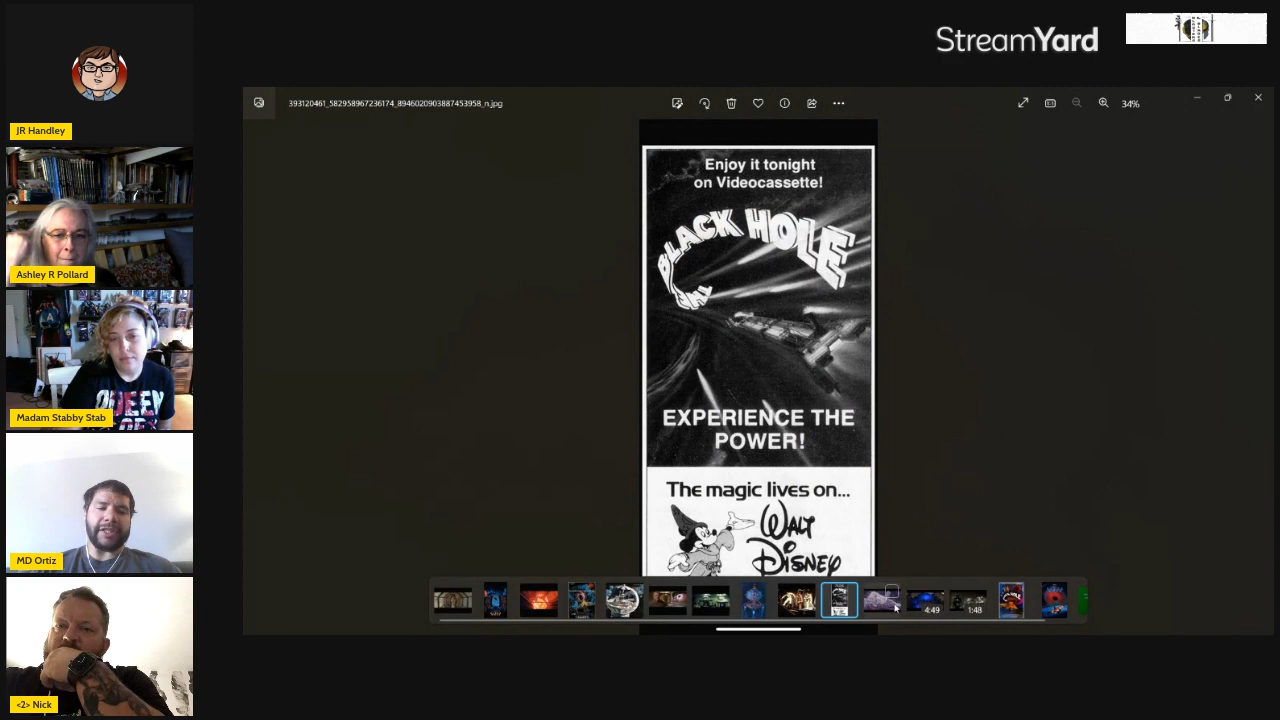 StreamYard
JR Handley
Ashley R Pollard
Madam Stabby Stab
MD Ortiz
<2> Nick
393120461_582958967236174_8946020903887453958_n.jpg
34%
Enjoy it tonight
on Videocassette!
THE BLACK HOLE
EXPERIENCE THE
POWER!
The magic lives on...
WALT
DISNEY
4:49
1:48